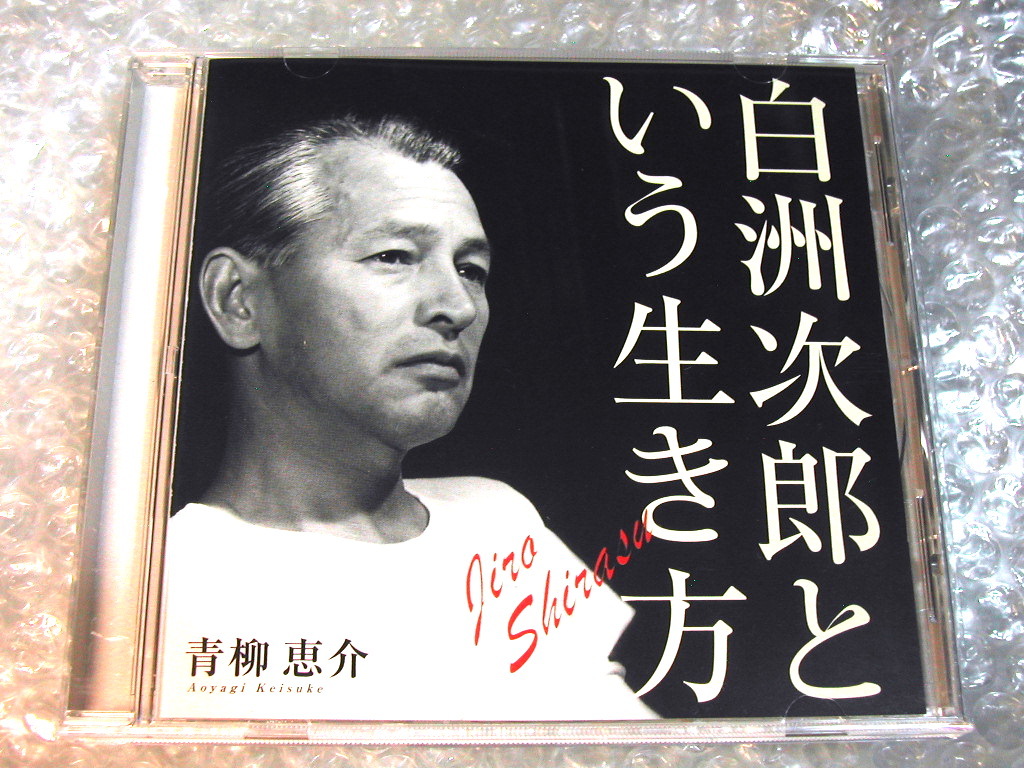 白洲次郎と
いう生き方
Jiro
Shirasu
青柳 恵介
Aoyagi Keisuke